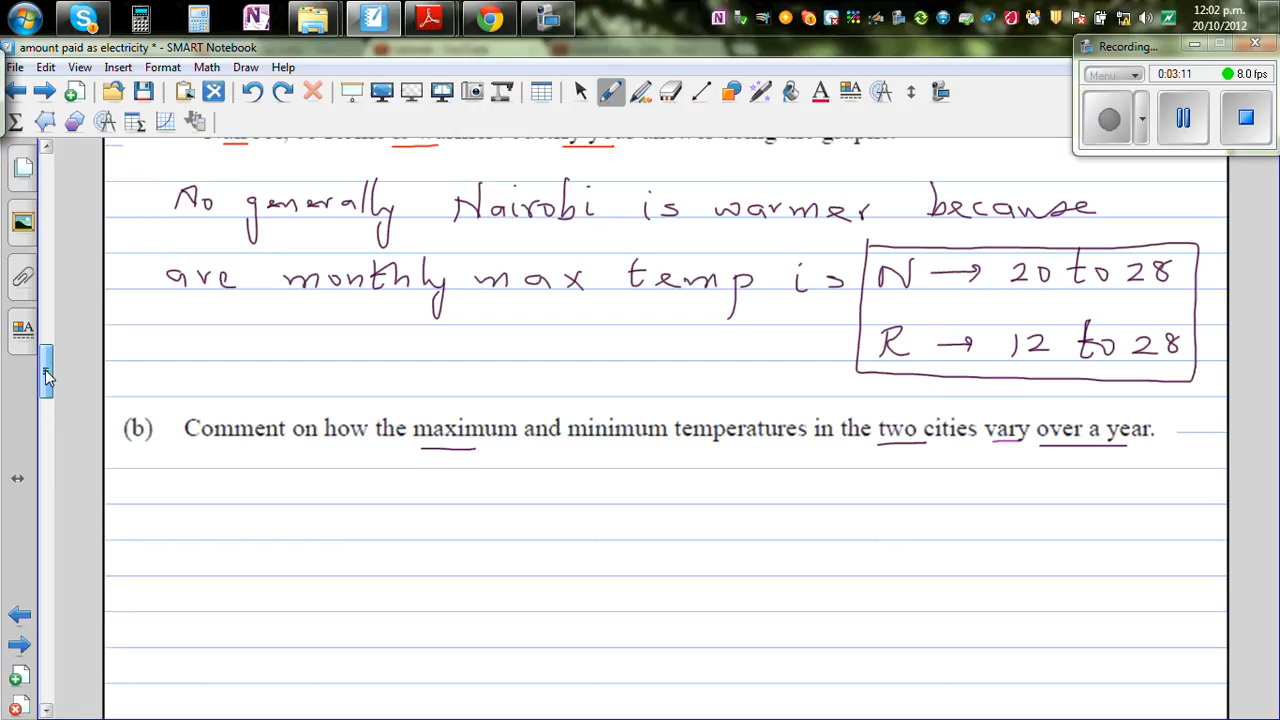 12:02 p.m.
20/10/2012
amount paid as electricity * - SMART Notebook
Recording...
File Edit View Insert Format Math Draw Help
Menu 0:03:11 8.0 fps
No generally Nairobi is warmer because
are monthly max temp is N → 20 to 28
R → 12 to 28
(b) Comment on how the maximum and minimum temperatures in the two cities vary over a year.